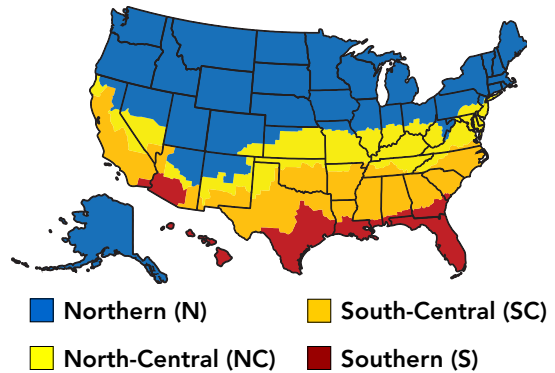 Northern (N)
South-Central (SC)
North-Central (NC)
Southern (S)